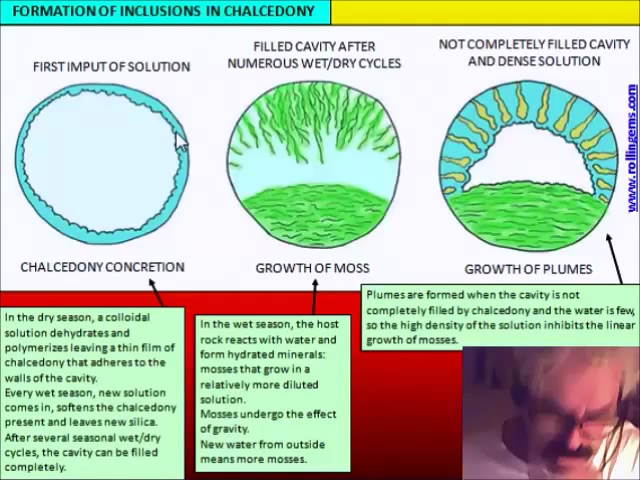 FORMATION OF INCLUSIONS IN CHALCEDONY
FIRST IMPUT OF SOLUTION
FILLED CAVITY AFTER
NUMEROUS WET/DRY CYCLES
NOT COMPLETELY FILLED CAVITY
AND DENSE SOLUTION
www.rollingems.com
CHALCEDONY CONCRETION
GROWTH OF MOSS
GROWTH OF PLUMES
In the dry season, a colloidal
solution dehydrates and
polymerizes leaving a thin film of
chalcedony that adheres to the
walls of the cavity.
Every wet season, new solution
comes in, softens the chalcedony
present and leaves new silica.
After several seasonal wet/dry
cycles, the cavity can be filled
completely.
In the wet season, the host
rock reacts with water and
form hydrated minerals:
mosses that grow in a
relatively more diluted
solution.
Mosses undergo the effect
of gravity.
New water from outside
means more mosses.
Plumes are formed when the cavity is not
completely filled by chalcedony and the water is few,
so the high density of the solution inhibits the linear
growth of mosses.